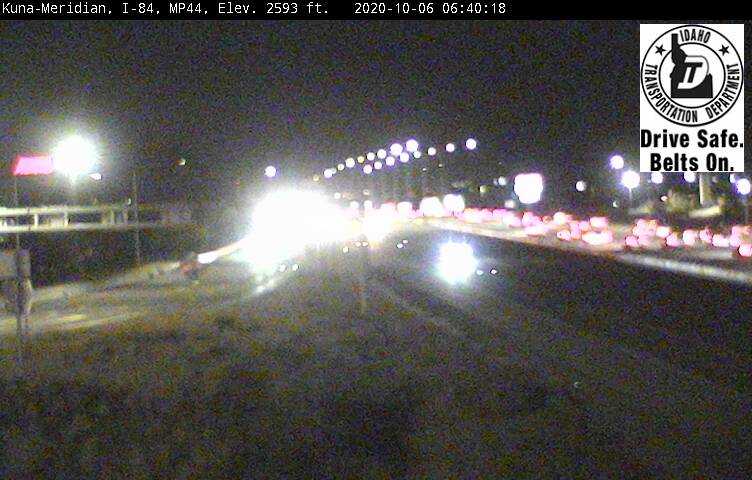 Kuna-Meridian, I-84, MP44, Elev. 2593 ft.   2020-10-06 06:40:18
IDAHO
TRANSPORTATION DEPARTMENT
Drive Safe.
Belts On.